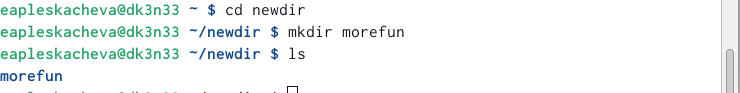 eapleskacheva@dk3n33 ~ $ cd newdir
eapleskacheva@dk3n33 ~/newdir $ mkdir morefun
eapleskacheva@dk3n33 ~/newdir $ ls
morefun